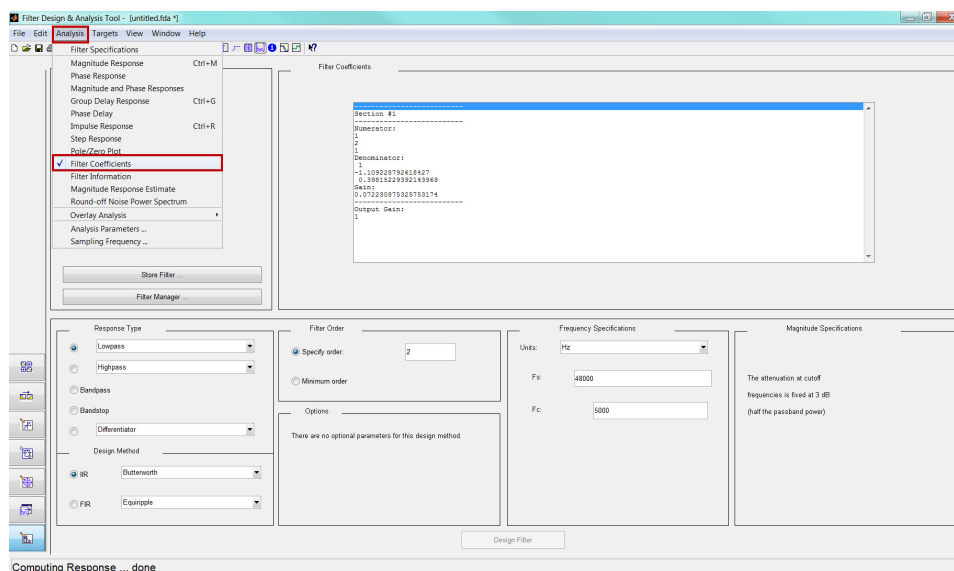 Filter Design & Analysis Tool - [untitled.fda *]
File Edit Analysis Targets View Window Help
Filter Specifications
Magnitude Response Ctrl+M
Phase Response
Magnitude and Phase Responses
Group Delay Response Ctrl+G
Phase Delay
Impulse Response Ctrl+R
Step Response
Pole/Zero Plot
✓ Filter Coefficients
Filter Information
Magnitude Response Estimate
Round-off Noise Power Spectrum
Overlay Analysis
Analysis Parameters ...
Sampling Frequency ...
Store Filter ...
Filter Manager ...
Filter Coefficients
--------------------------
Section #1
--------------------------
Numerator:
1
2
1
Denominator:
1
-1.109228792618427
0.39815229392163969
Gain:
0.072230875325753174
--------------------------
Output Gain:
1
Response Type
Lowpass
Highpass
Bandpass
Bandstop
Differentiator
Design Method
IIR Butterworth
FIR Equiripple
Filter Order
Specify order: 2
Minimum order
Options
There are no optional parameters for this design method.
Frequency Specifications
Units: Hz
Fs: 48000
Fc: 5000
Magnitude Specifications
The attenuation at cutoff
frequencies is fixed at 3 dB
(half the passband power)
Design Filter
Computing Response ... done